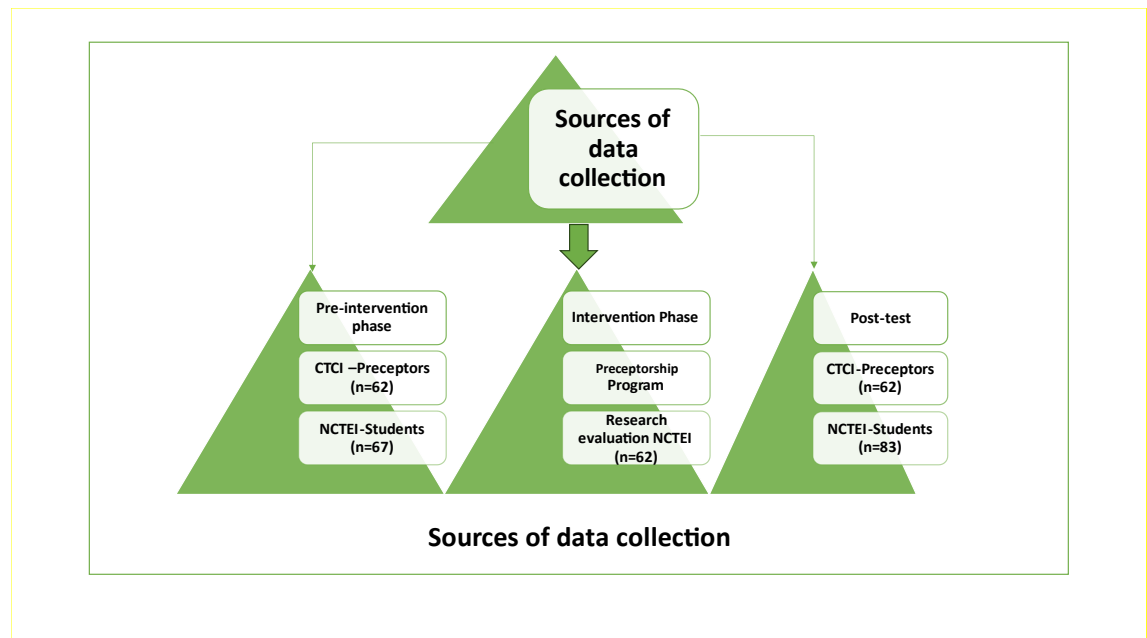 Sources of
data
collection
Pre-intervention
phase
CTCI –Preceptors
(n=62)
NCTEI-Students
(n=67)
Intervention Phase
Preceptorship
Program
Research
evaluation NCTEI
(n=62)
Post-test
CTCI-Preceptors
(n=62)
NCTEI-Students
(n=83)
Sources of data collection